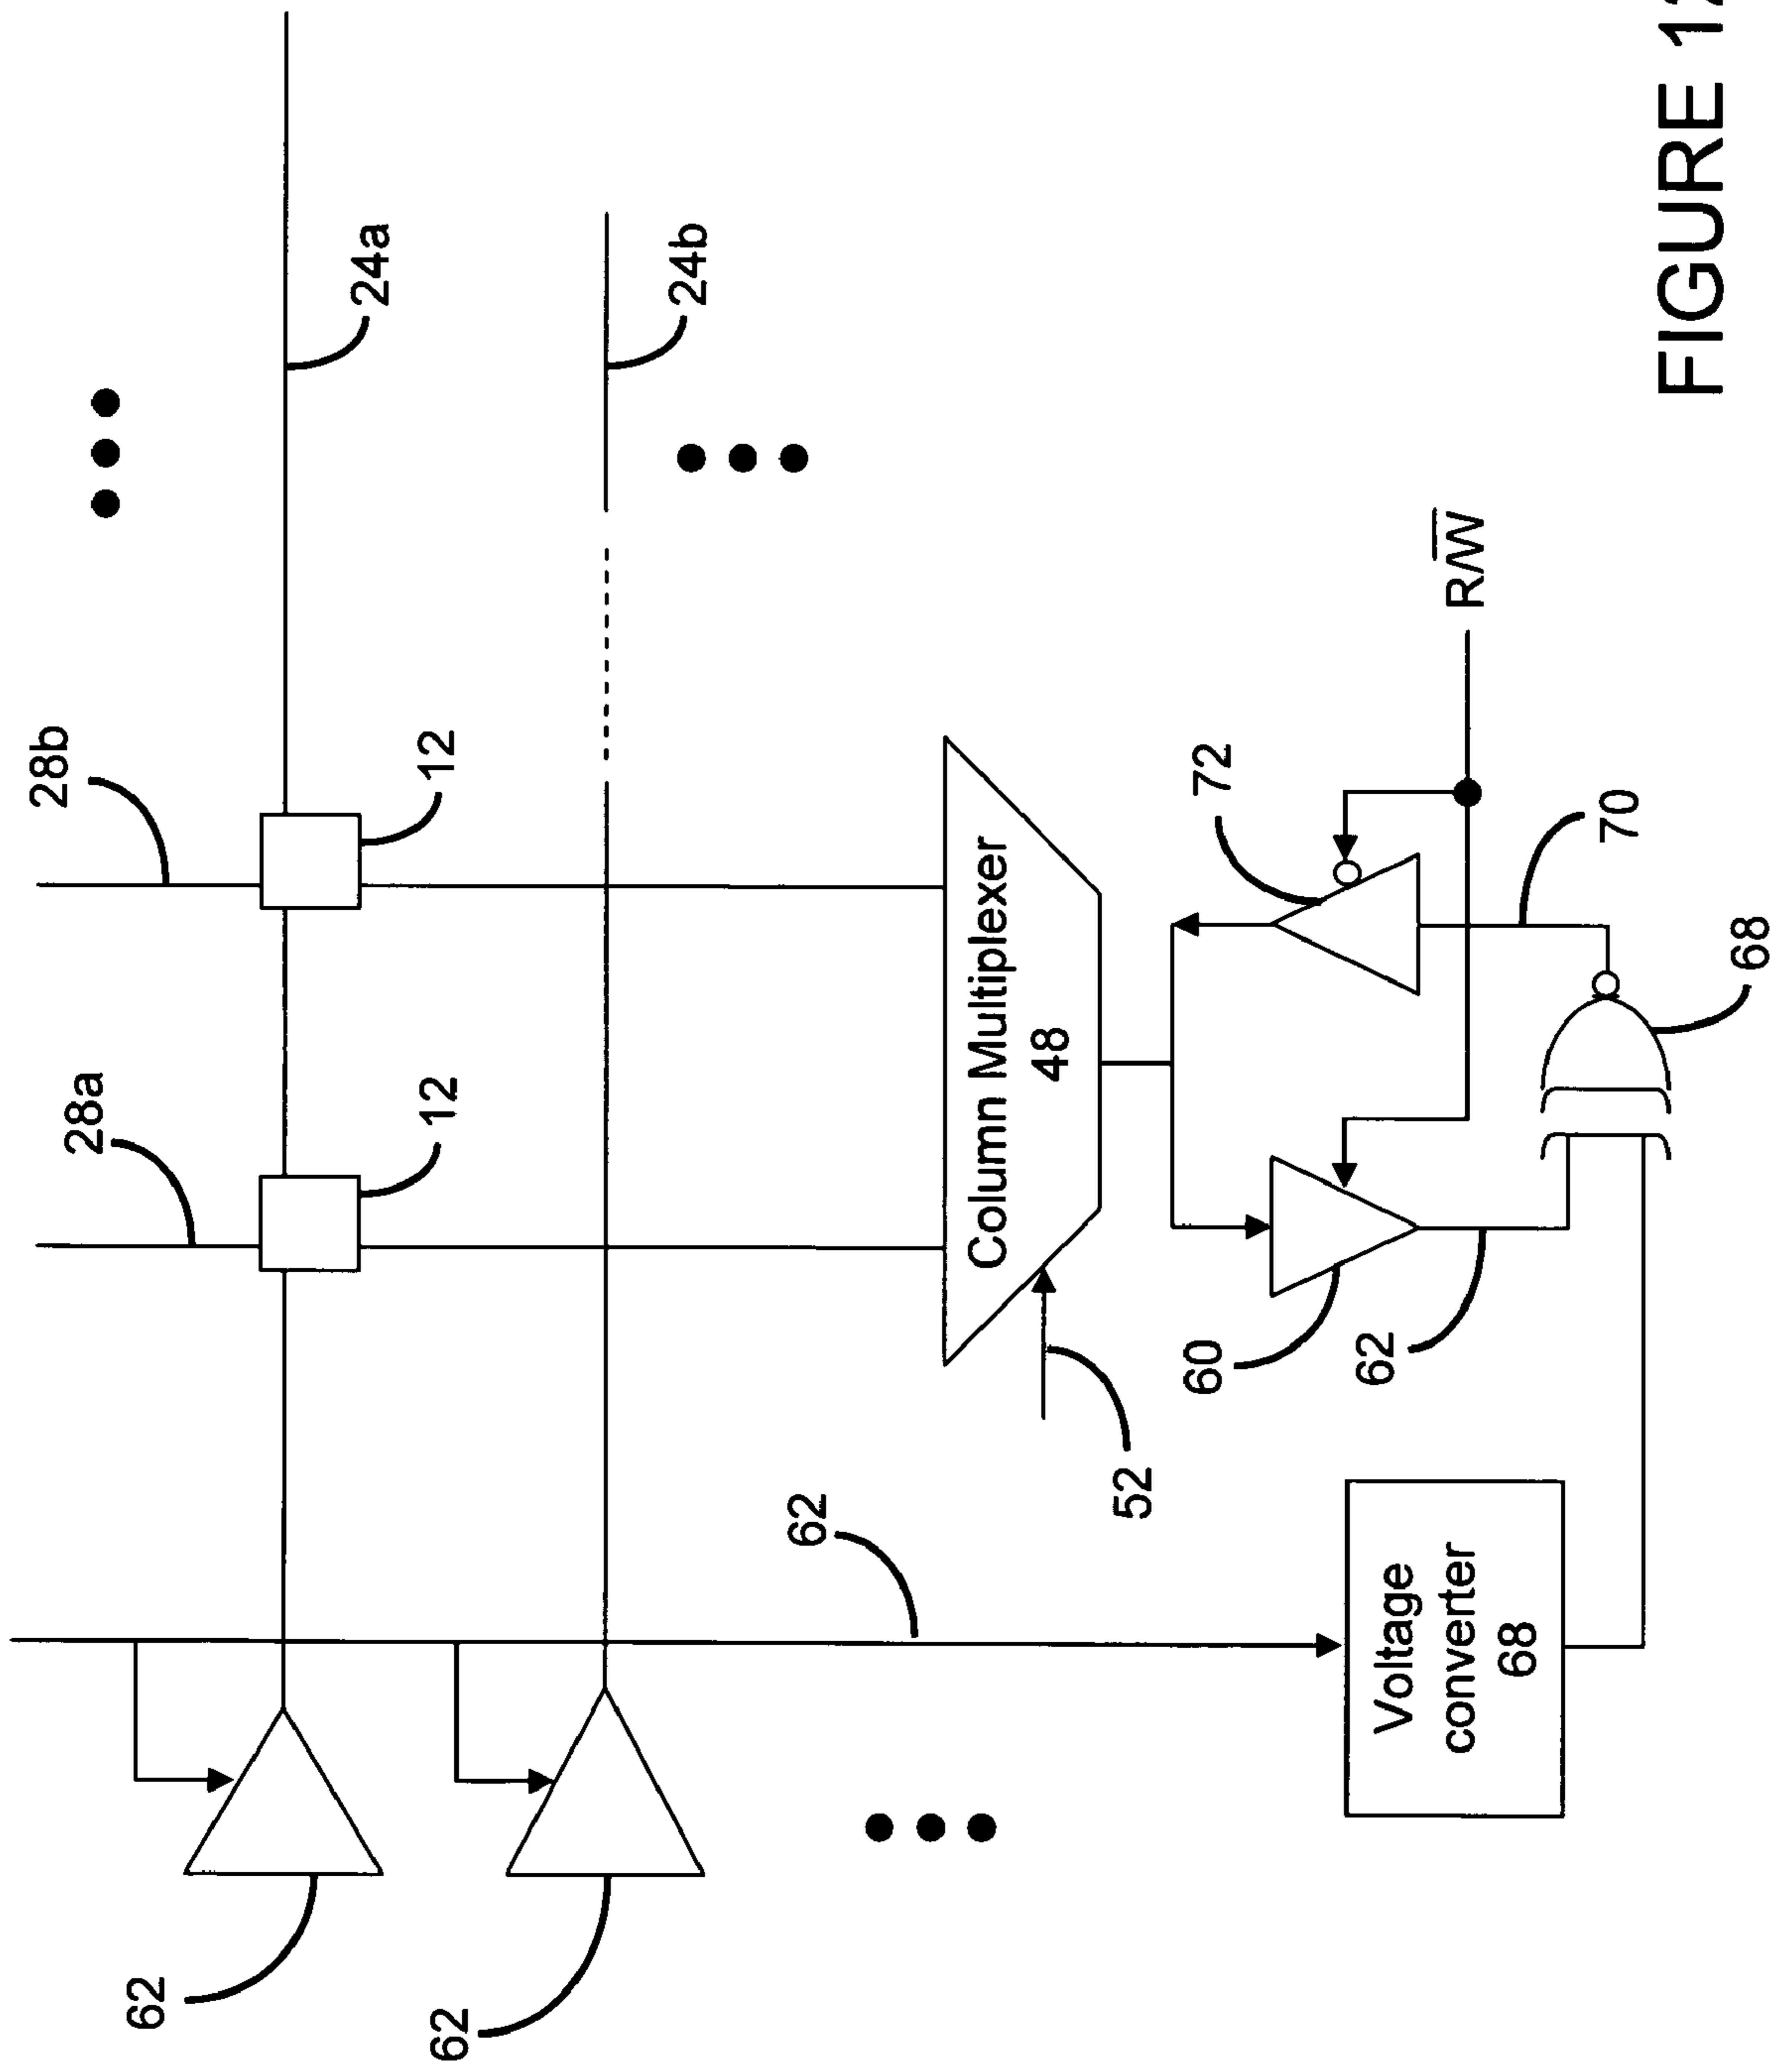 28b
28a
24a
12
12
62
24b
62
62
Column Multiplexer
48
52
72
60
62
R/W̅
70
Voltage
converter
68
68
FIGURE 12